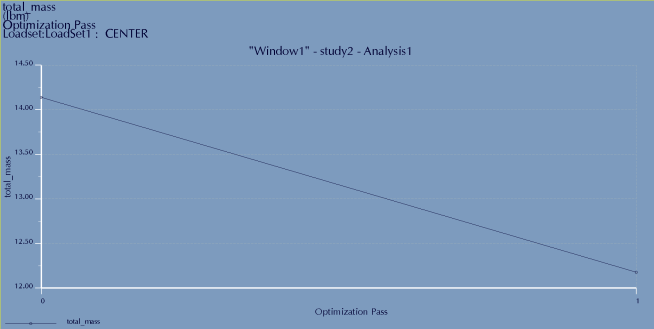 total_mass
(lbm)
Optimization Pass
Loadset:LoadSet1 : CENTER
"Window1" - study2 - Analysis1
14.50
14.00
13.50
13.00
12.50
12.00
total_mass
0
1
Optimization Pass
total_mass